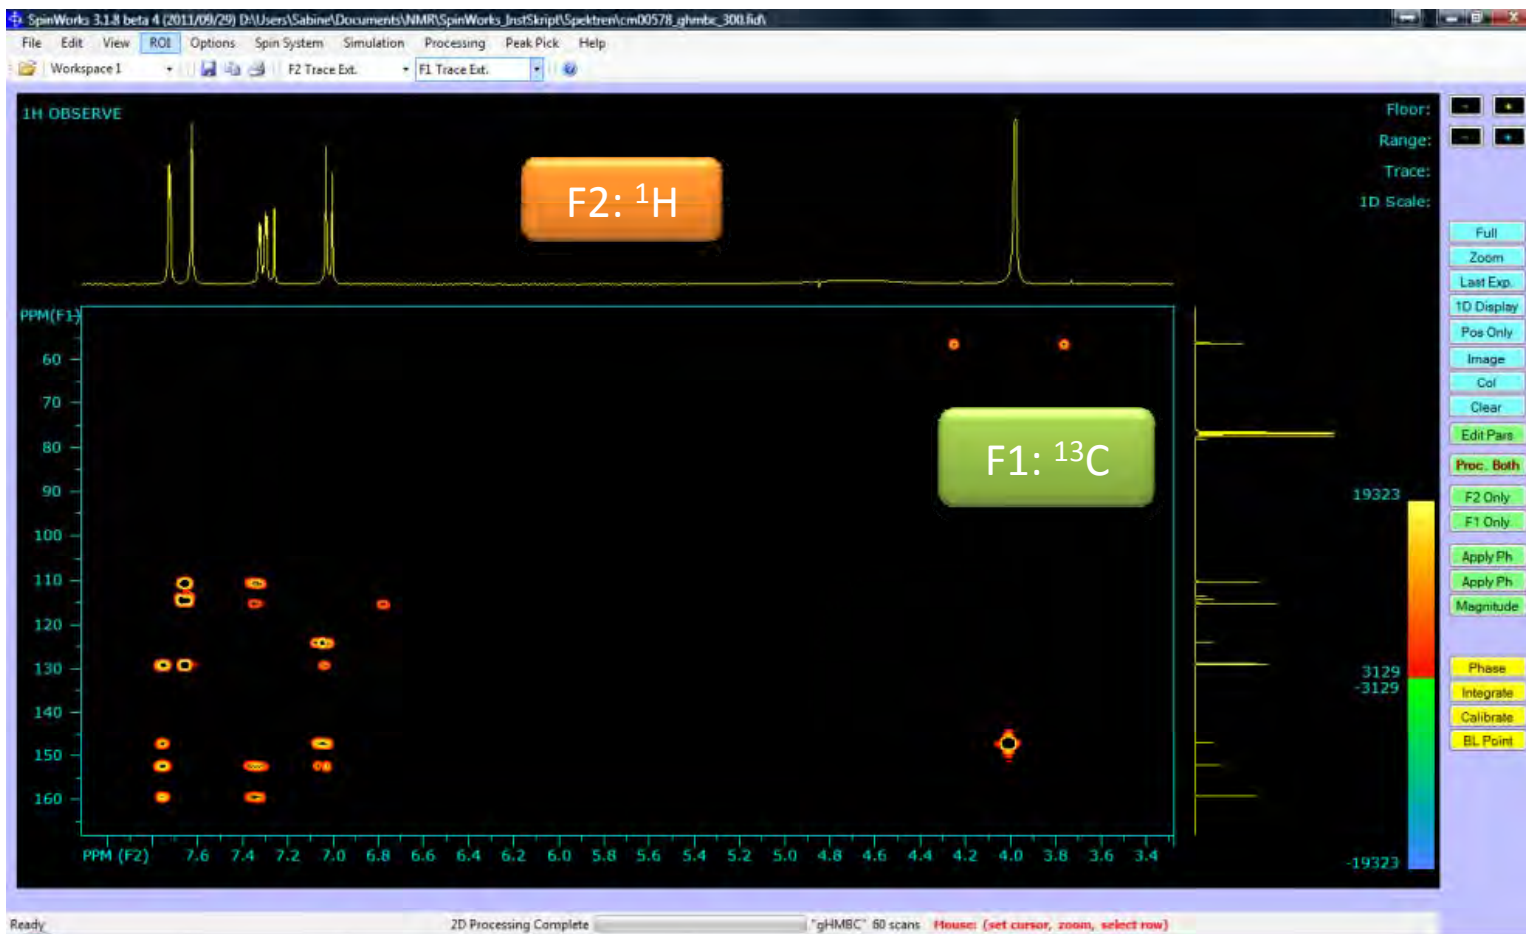 SpinWorks 3.1.8 beta 4 (2011/09/29) D:\Users\Sabine\Documents\NMR\SpinWorks_InstSkript\Spektren\cm00578_ghmbc_300.fid\
File Edit View ROI Options Spin System Simulation Processing Peak Pick Help
Workspace 1 F2 Trace Ext. F1 Trace Ext.
1H OBSERVE
Floor:
Range:
Trace:
1D Scale:
F2: ¹H
Full
Zoom
Last Exp.
1D Display
Pos Only
Image
Col
Clear
Edit Pars
Proc. Both
F2 Only
F1 Only
Apply Ph
Apply Ph
Magnitude
Phase
Integrate
Calibrate
BL Point
PPM(F1)
60
70
80
90
100
110
120
130
140
150
160
F1: ¹³C
19323
3129
-3129
-19323
PPM (F2) 7.6 7.4 7.2 7.0 6.8 6.6 6.4 6.2 6.0 5.8 5.6 5.4 5.2 5.0 4.8 4.6 4.4 4.2 4.0 3.8 3.6 3.4
Ready 2D Processing Complete "gHMBC" 60 scans Mouse: (set cursor, zoom, select row)